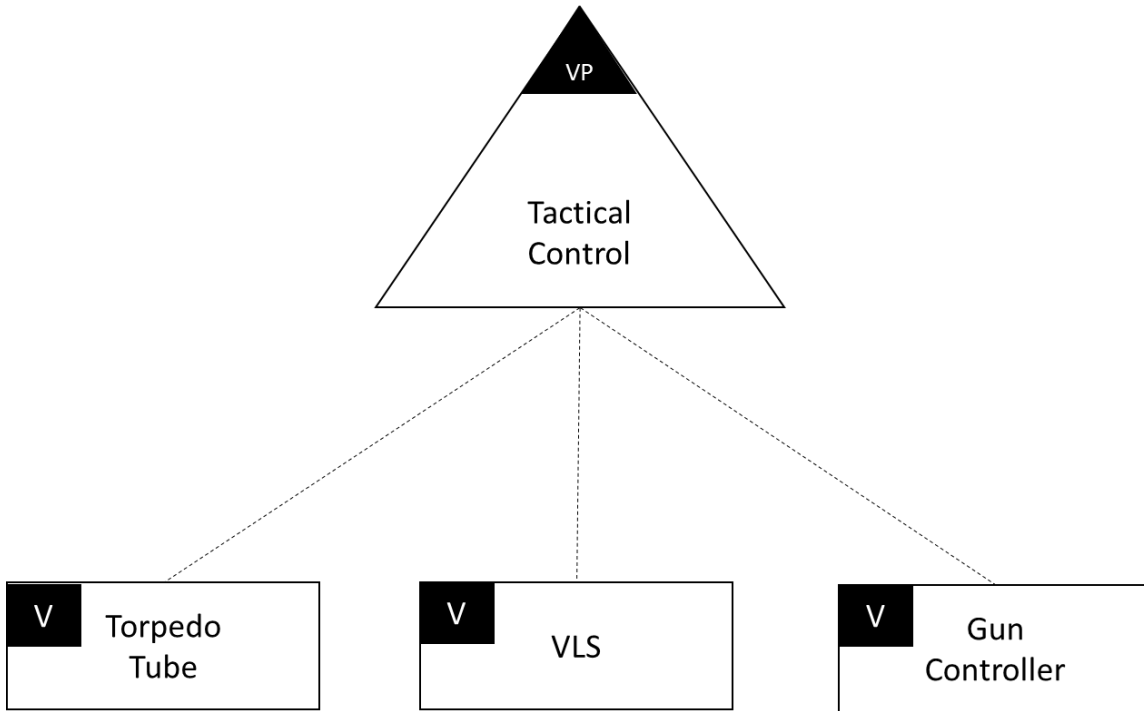 VP
Tactical
Control
V
Torpedo
Tube
V
VLS
V
Gun
Controller